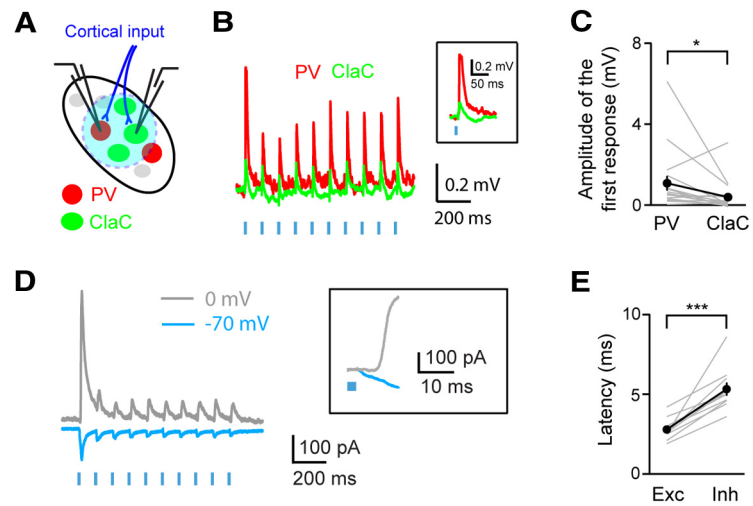 A
Cortical input
PV
ClaC
B
PV ClaC
0.2 mV
50 ms
0.2 mV
200 ms
C
Amplitude of the
first response (mV)
8
4
0
*
PV ClaC
D
0 mV
-70 mV
100 pA
10 ms
100 pA
200 ms
E
Latency (ms)
10
5
0
***
Exc Inh